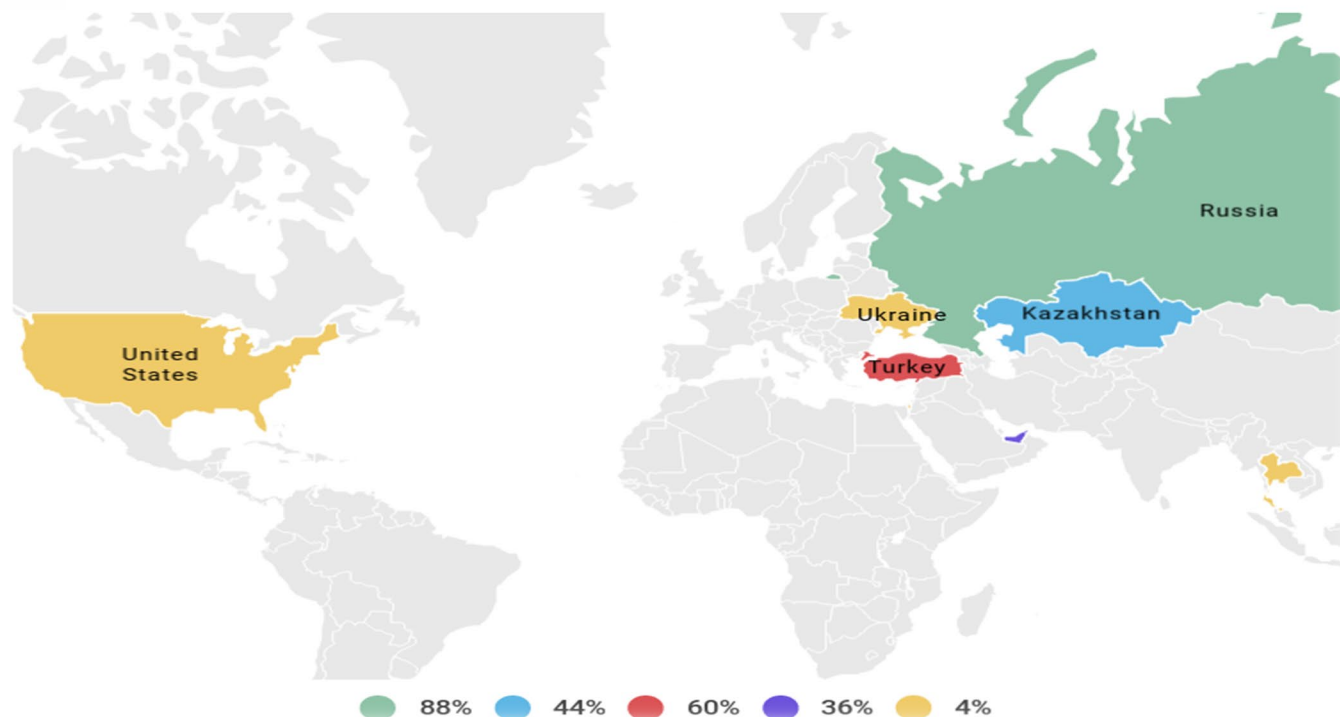 Russia
Ukraine
Kazakhstan
United
States
Turkey
88%
44%
60%
36%
4%